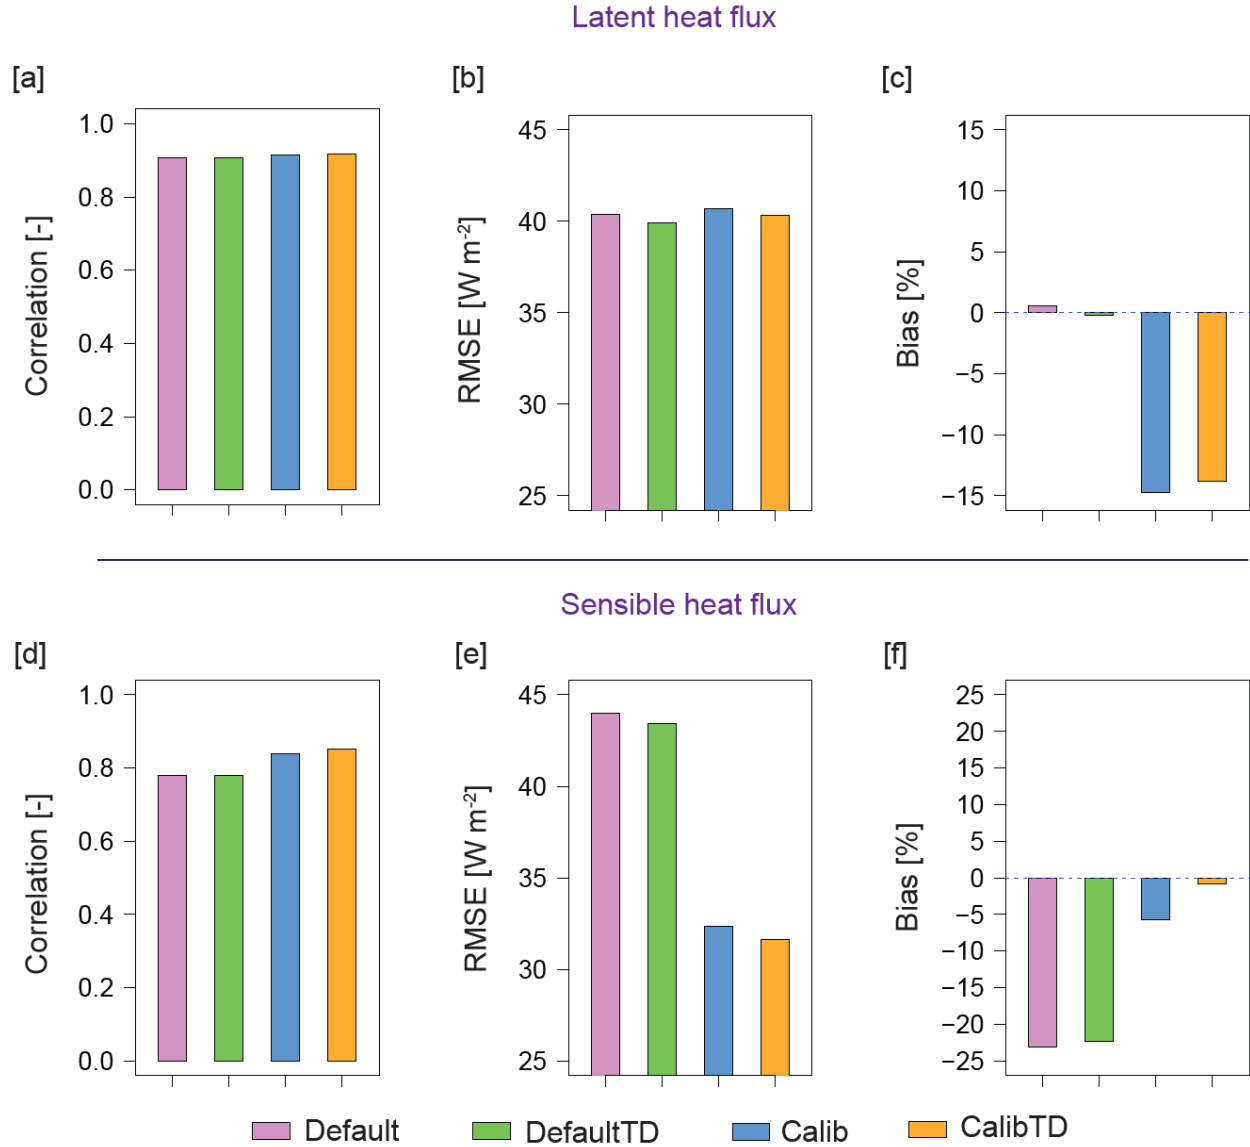 Latent heat flux
[a]
[b]
[c]
Correlation [-]
1.0
0.8
0.6
0.4
0.2
0.0
RMSE [W m-2]
45
40
35
30
25
Bias [%]
15
10
5
0
−5
−10
−15
Sensible heat flux
[d]
[e]
[f]
Correlation [-]
1.0
0.8
0.6
0.4
0.2
0.0
RMSE [W m-2]
45
40
35
30
25
Bias [%]
25
20
15
10
5
0
−5
−10
−15
−20
−25
Default
DefaultTD
Calib
CalibTD